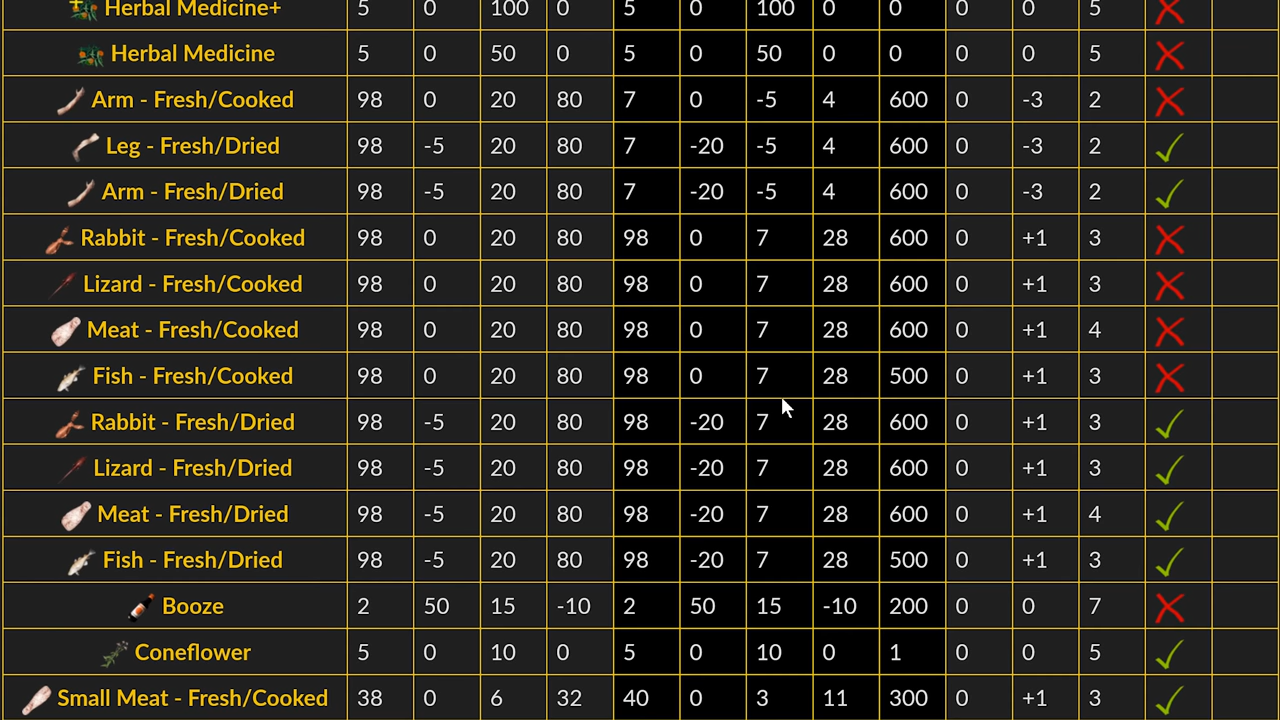 Herbal Medicine+ 5 0 100 0 5 0 100 0 0 0 0 5
Herbal Medicine 5 0 50 0 5 0 50 0 0 0 0 5
Arm - Fresh/Cooked 98 0 20 80 7 0 -5 4 600 0 -3 2
Leg - Fresh/Dried 98 -5 20 80 7 -20 -5 4 600 0 -3 2
Arm - Fresh/Dried 98 -5 20 80 7 -20 -5 4 600 0 -3 2
Rabbit - Fresh/Cooked 98 0 20 80 98 0 7 28 600 0 +1 3
Lizard - Fresh/Cooked 98 0 20 80 98 0 7 28 600 0 +1 3
Meat - Fresh/Cooked 98 0 20 80 98 0 7 28 600 0 +1 4
Fish - Fresh/Cooked 98 0 20 80 98 0 7 28 500 0 +1 3
Rabbit - Fresh/Dried 98 -5 20 80 98 -20 7 28 600 0 +1 3
Lizard - Fresh/Dried 98 -5 20 80 98 -20 7 28 600 0 +1 3
Meat - Fresh/Dried 98 -5 20 80 98 -20 7 28 600 0 +1 4
Fish - Fresh/Dried 98 -5 20 80 98 -20 7 28 500 0 +1 3
Booze 2 50 15 -10 2 50 15 -10 200 0 0 7
Coneflower 5 0 10 0 5 0 10 0 1 0 0 5
Small Meat - Fresh/Cooked 38 0 6 32 40 0 3 11 300 0 +1 3